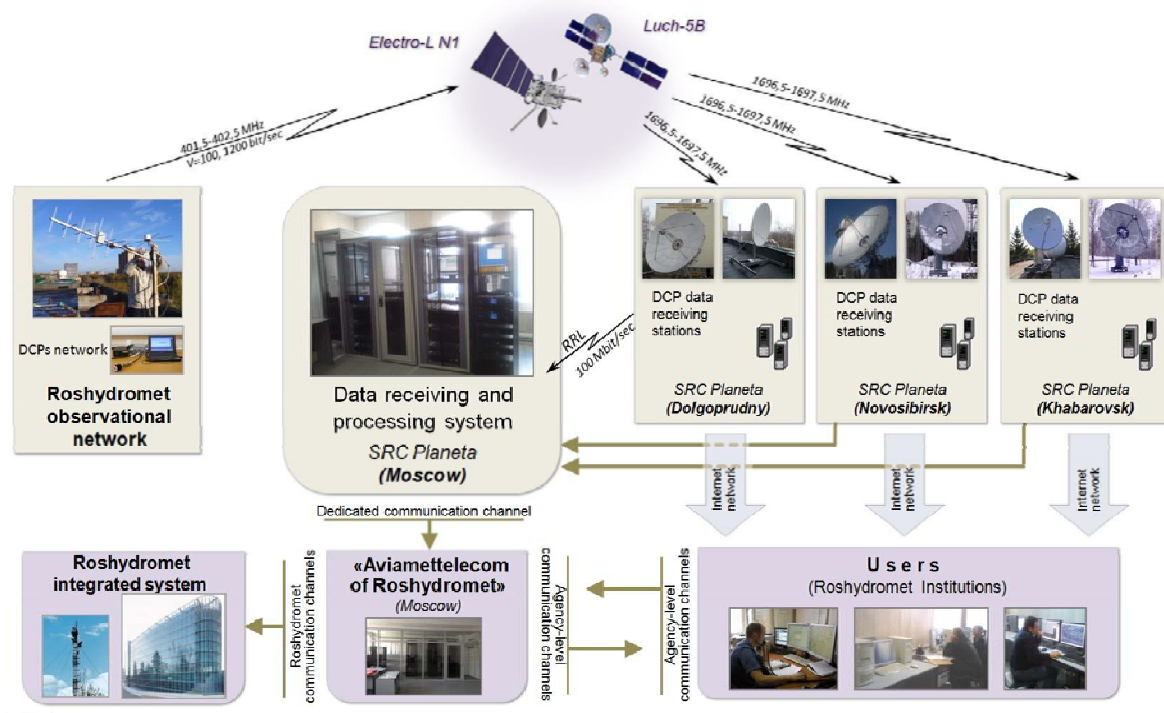 Electro-L N1
Luch-5B
401,5-402,5 MHz
V=100, 1200 bit/sec
1696,5-1697,5 MHz
1696,5-1697,5 MHz
1696,5-1697,5 MHz
DCPs network
Roshydromet
observational
network
Data receiving and
processing system
SRC Planeta
(Moscow)
RRL
100 Mbit/sec
DCP data
receiving
stations
SRC Planeta
(Dolgoprudny)
DCP data
receiving
stations
SRC Planeta
(Novosibirsk)
DCP data
receiving
stations
SRC Planeta
(Khabarovsk)
Internet
network
Internet
network
Internet
network
Dedicated communication channel
Roshydromet
integrated system
Roshydromet
communication channels
«Aviamettelecom
of Roshydromet»
(Moscow)
Agency-level
communication channels
Agency-level
communication channels
Users
(Roshydromet Institutions)